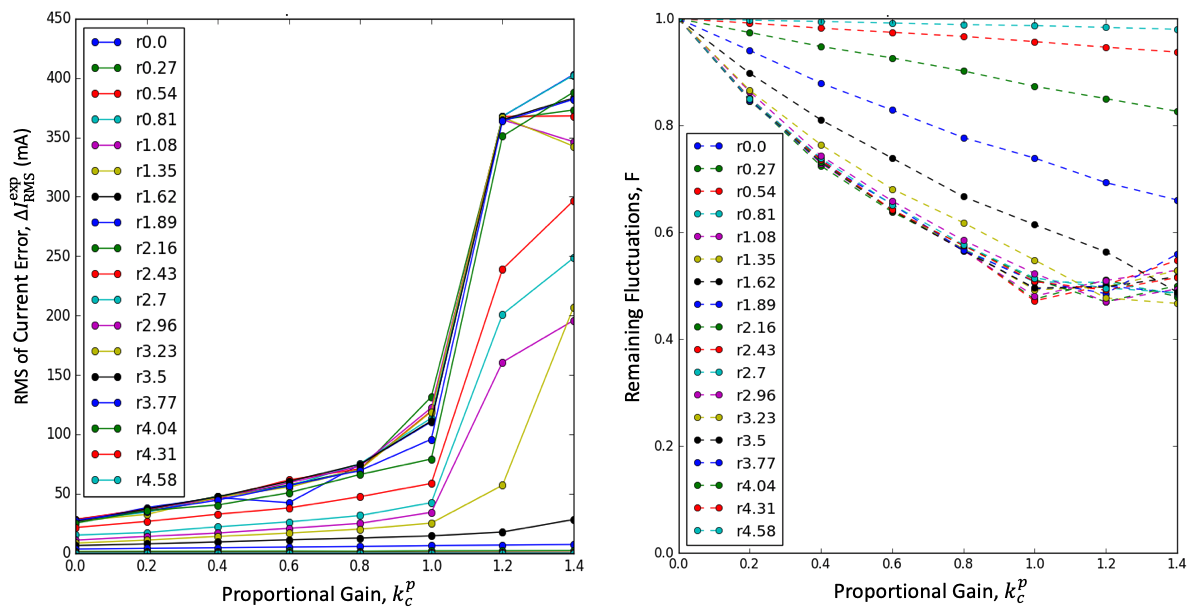 RMS of Current Error, ΔI_RMS^exp (mA)
450
400
350
300
250
200
150
100
50
0
r0.0
r0.27
r0.54
r0.81
r1.08
r1.35
r1.62
r1.89
r2.16
r2.43
r2.7
r2.96
r3.23
r3.5
r3.77
r4.04
r4.31
r4.58
0.0 0.2 0.4 0.6 0.8 1.0 1.2 1.4
Proportional Gain, k_c^p
Remaining Fluctuations, F
1.0
0.8
0.6
0.4
0.2
0.0
r0.0
r0.27
r0.54
r0.81
r1.08
r1.35
r1.62
r1.89
r2.16
r2.43
r2.7
r2.96
r3.23
r3.5
r3.77
r4.04
r4.31
r4.58
0.0 0.2 0.4 0.6 0.8 1.0 1.2 1.4
Proportional Gain, k_c^p